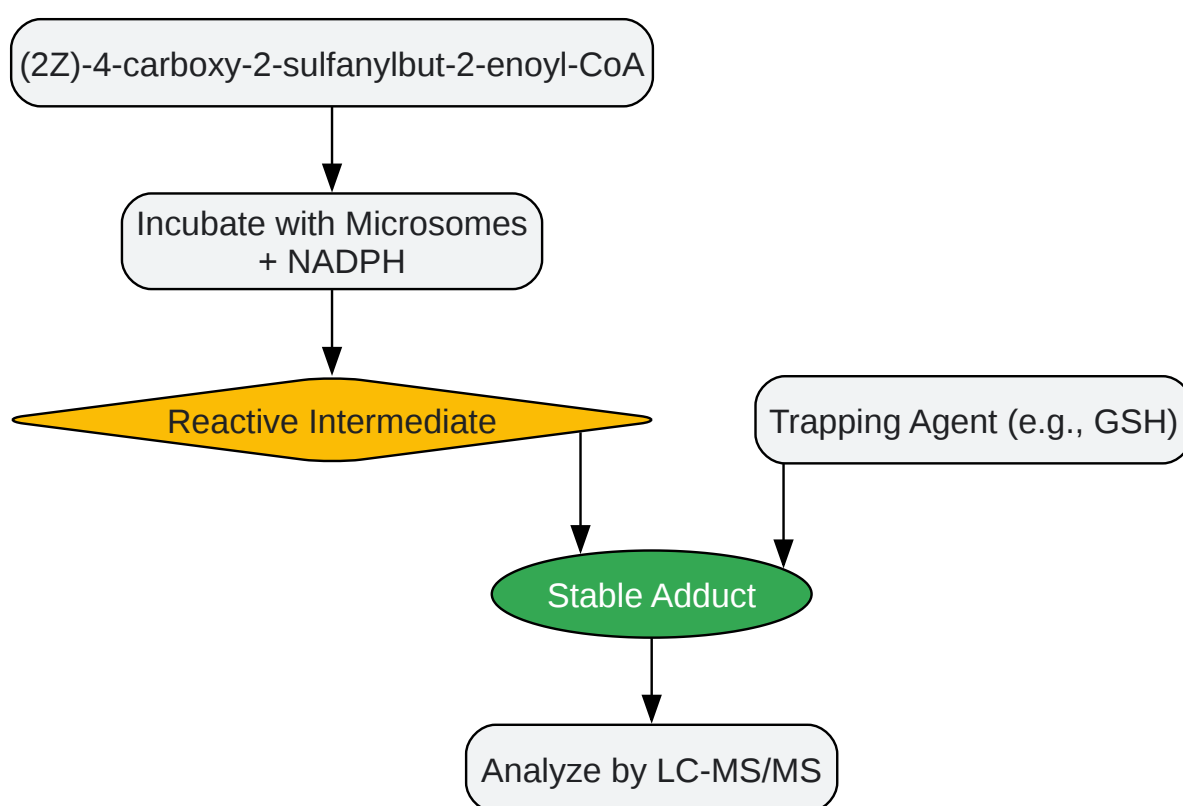 (2Z)-4-carboxy-2-sulfanylbut-2-enoyl-CoA
Incubate with Microsomes
+ NADPH
Reactive Intermediate
Trapping Agent (e.g., GSH)
Stable Adduct
Analyze by LC-MS/MS